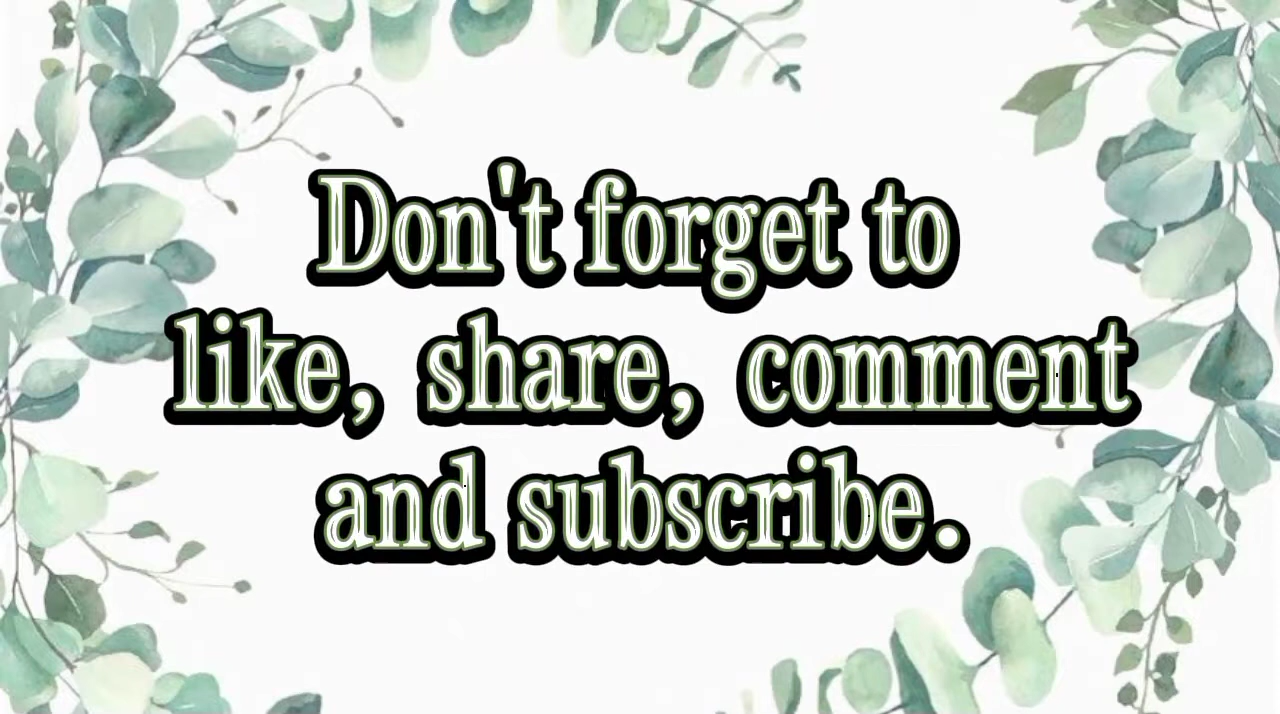 Don't forget to
like, share, comment
and subscribe.